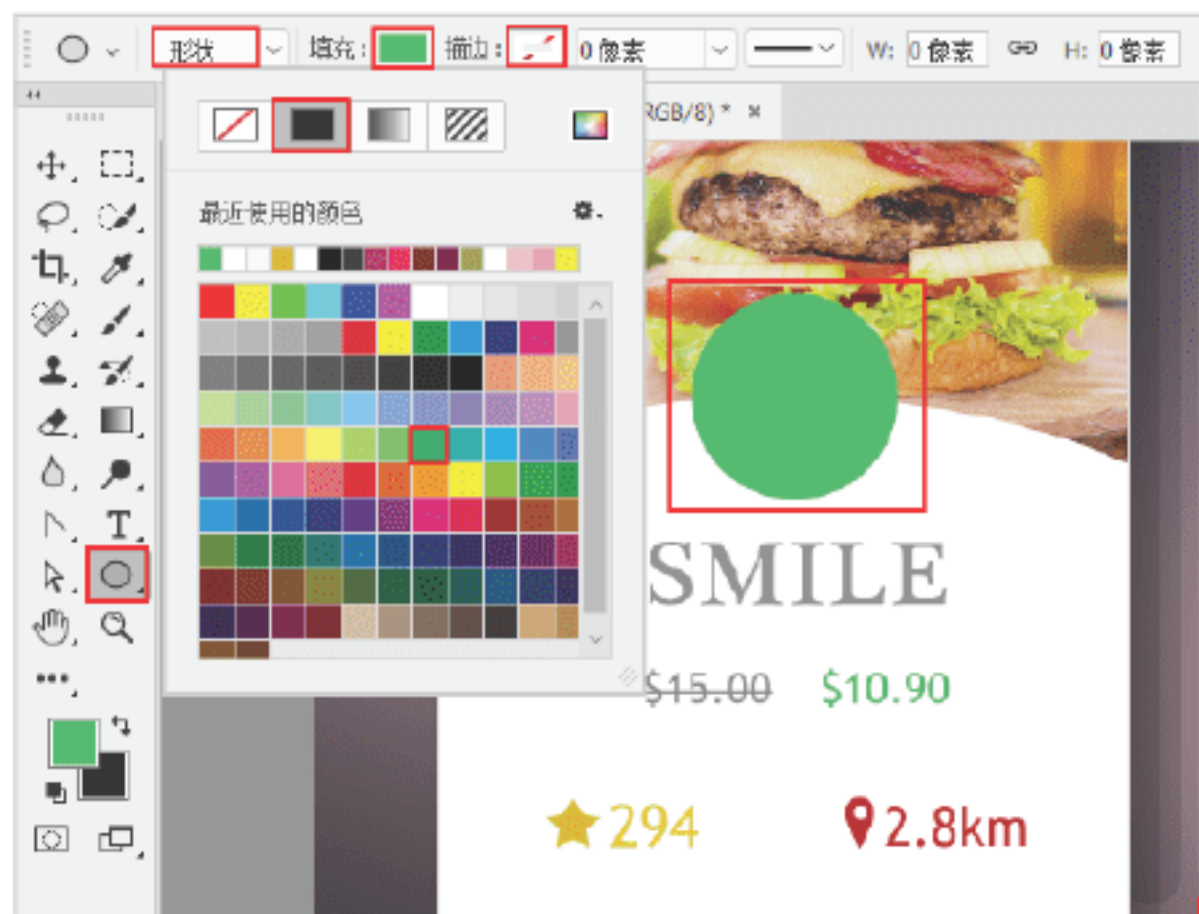 形状 填充: 描边: 0 像素 W: 0 像素 H: 0 像素
RGB/8) * ×
最近使用的颜色
T
SMILE
$15.00 $10.90
294 2.8km